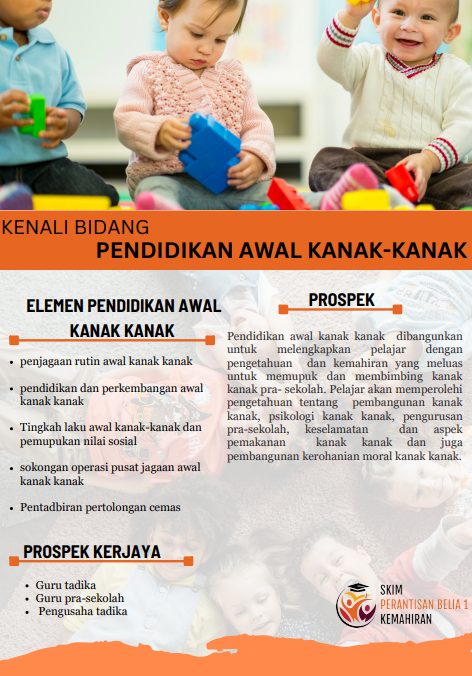 KENALI BIDANG
PENDIDIKAN AWAL KANAK-KANAK
ELEMEN PENDIDIKAN AWAL
KANAK KANAK
• penjagaan rutin awal kanak kanak
• pendidikan dan perkembangan awal
kanak kanak
• Tingkah laku awal kanak-kanak dan
pemupukan nilai sosial
• sokongan operasi pusat jagaan awal
kanak kanak
• Pentadbiran pertolongan cemas
PROSPEK KERJAYA
• Guru tadika
• Guru pra-sekolah
• Pengusaha tadika
PROSPEK
Pendidikan awal kanak kanak dibangunkan
untuk melengkapkan pelajar dengan
pengetahuan dan kemahiran yang meluas
untuk memupuk dan membimbing kanak
kanak pra- sekolah. Pelajar akan memperolehi
pengetahuan tentang pembangunan kanak
kanak, psikologi kanak kanak, pengurusan
pra-sekolah, keselamatan dan aspek
pemakanan kanak kanak dan juga
pembangunan kerohanian moral kanak kanak.
SKIM
PERANTISAN BELIA 1
KEMAHIRAN